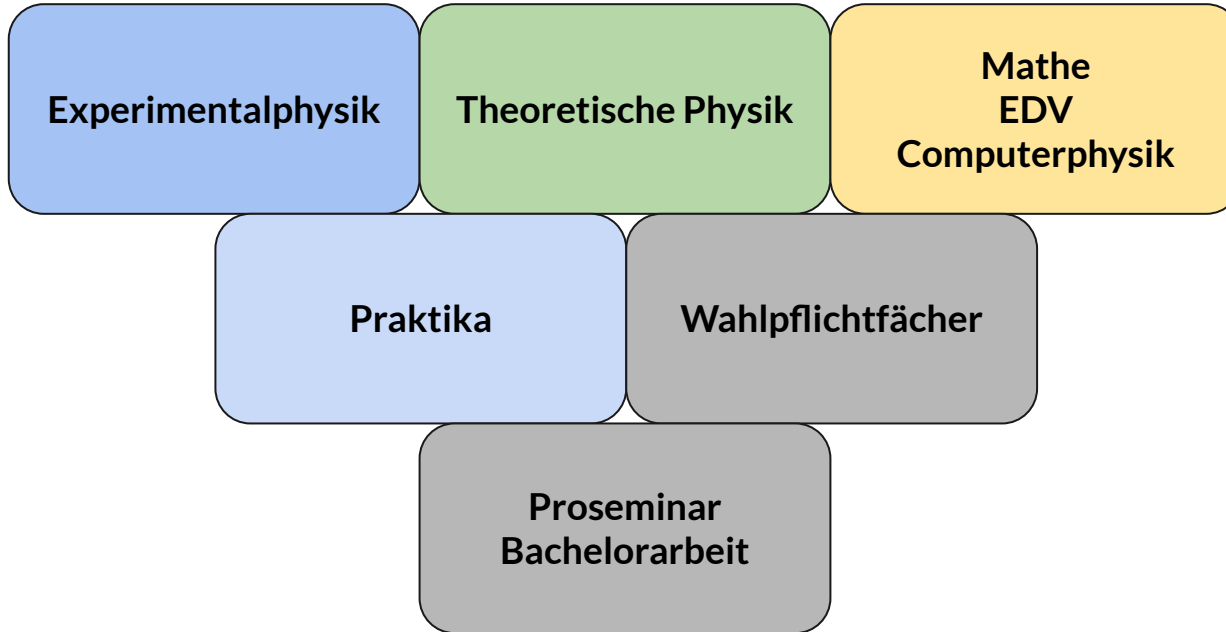 Experimentalphysik
Theoretische Physik
Mathe
EDV
Computerphysik
Praktika
Wahlpflichtfächer
Proseminar
Bachelorarbeit